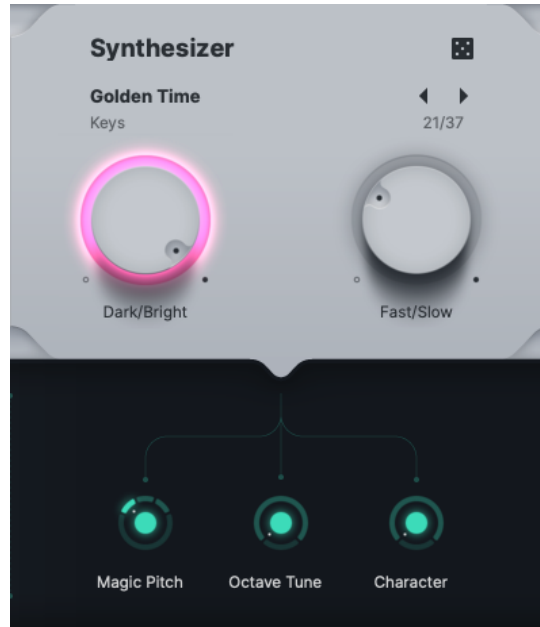 Synthesizer
Golden Time
Keys
21/37
Dark/Bright
Fast/Slow
Magic Pitch
Octave Tune
Character